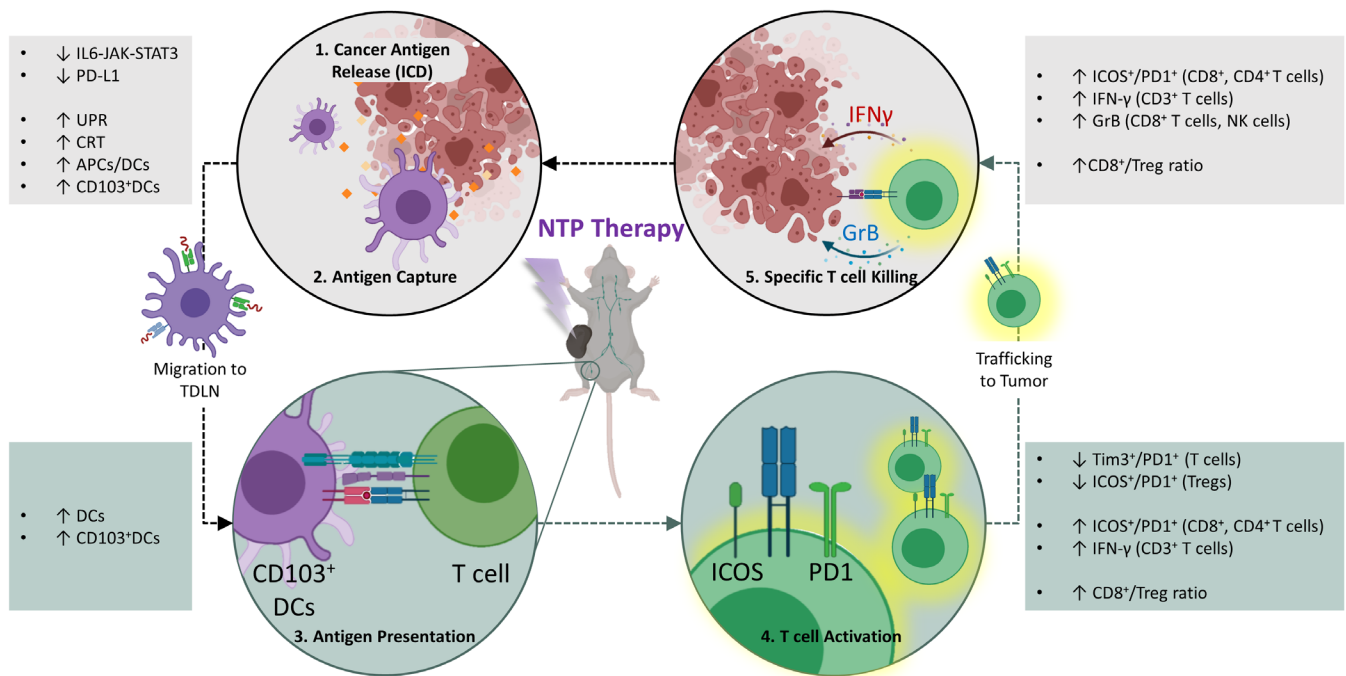 • ↓ IL6-JAK-STAT3
• ↓ PD-L1
• ↑ UPR
• ↑ CRT
• ↑ APCs/DCs
• ↑ CD103⁺DCs
1. Cancer Antigen
Release (ICD)
2. Antigen Capture
IFNγ
GrB
5. Specific T cell Killing
• ↑ ICOS⁺/PD1⁺ (CD8⁺, CD4⁺ T cells)
• ↑ IFN-γ (CD3⁺ T cells)
• ↑ GrB (CD8⁺ T cells, NK cells)
• ↑CD8⁺/Treg ratio
NTP Therapy
Migration to
TDLN
Trafficking
to Tumor
• ↑ DCs
• ↑ CD103⁺DCs
CD103⁺
DCs
T cell
3. Antigen Presentation
ICOS
PD1
4. T cell Activation
• ↓ Tim3⁺/PD1⁺ (T cells)
• ↓ ICOS⁺/PD1⁺ (Tregs)
• ↑ ICOS⁺/PD1⁺ (CD8⁺, CD4⁺ T cells)
• ↑ IFN-γ (CD3⁺ T cells)
• ↑ CD8⁺/Treg ratio